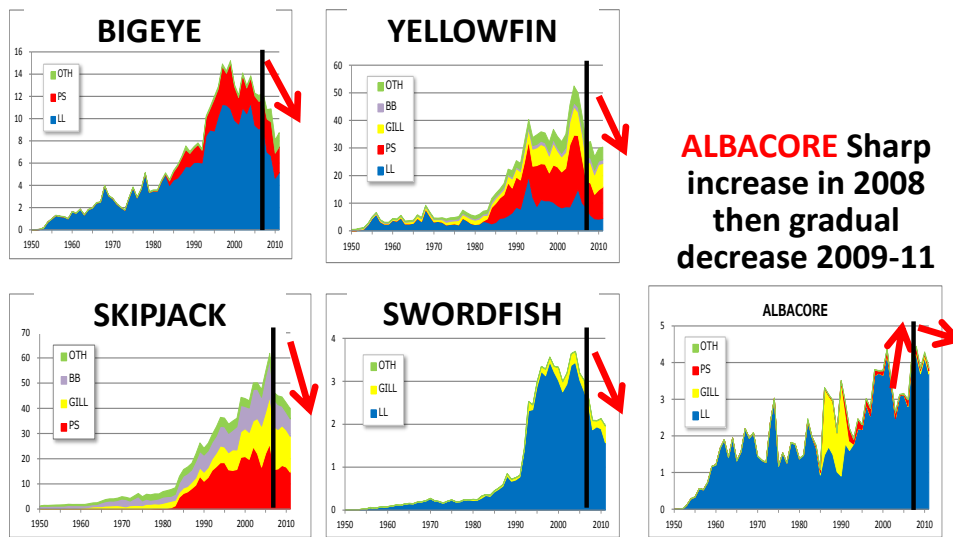 BIGEYE
16
14
12
10
8
6
4
2
0
OTH
PS
LL
1950 1960 1970 1980 1990 2000 2010
YELLOWFIN
60
50
40
30
20
10
0
OTH
BB
GILL
PS
LL
1950 1960 1970 1980 1990 2000 2010
ALBACORE Sharp
increase in 2008
then gradual
decrease 2009-11
SKIPJACK
70
60
50
40
30
20
10
0
OTH
BB
GILL
PS
1950 1960 1970 1980 1990 2000 2010
SWORDFISH
4
3
2
1
0
OTH
GILL
LL
1950 1960 1970 1980 1990 2000 2010
ALBACORE
5
4
3
2
1
0
OTH
PS
GILL
LL
1950 1960 1970 1980 1990 2000 2010